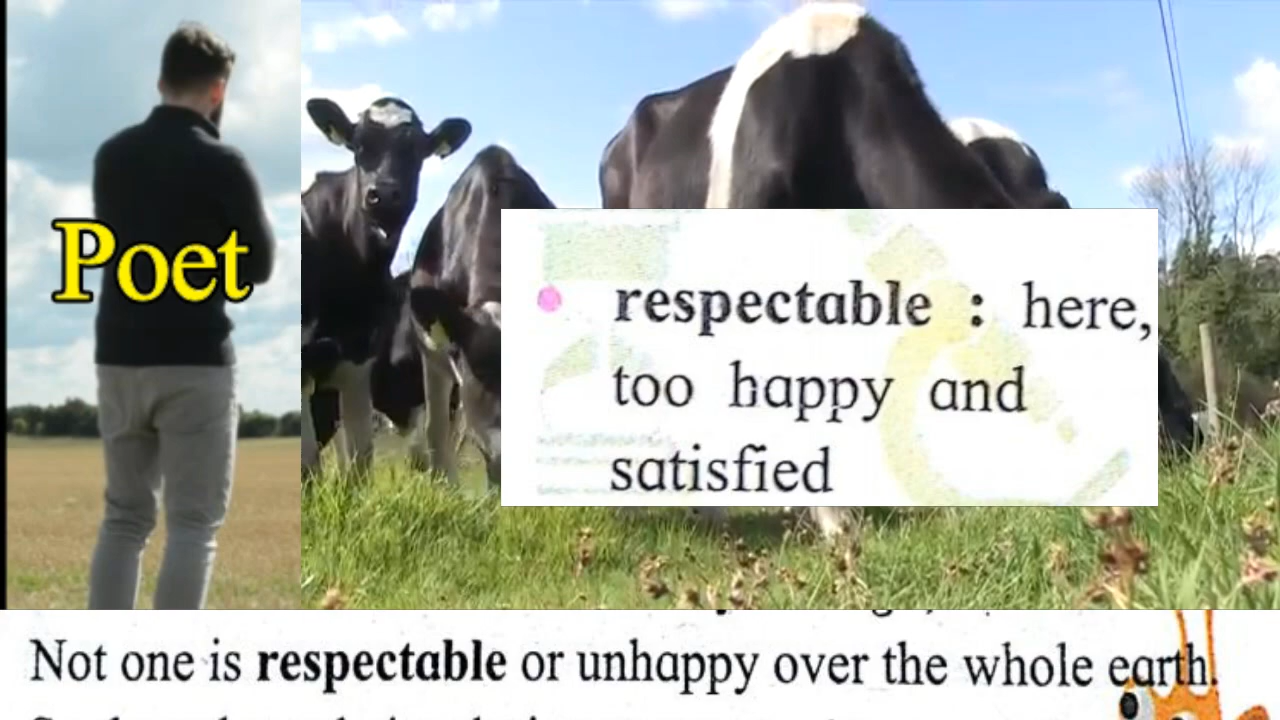 Poet
respectable : here,
too happy and
satisfied
Not one is respectable or unhappy over the whole earth.